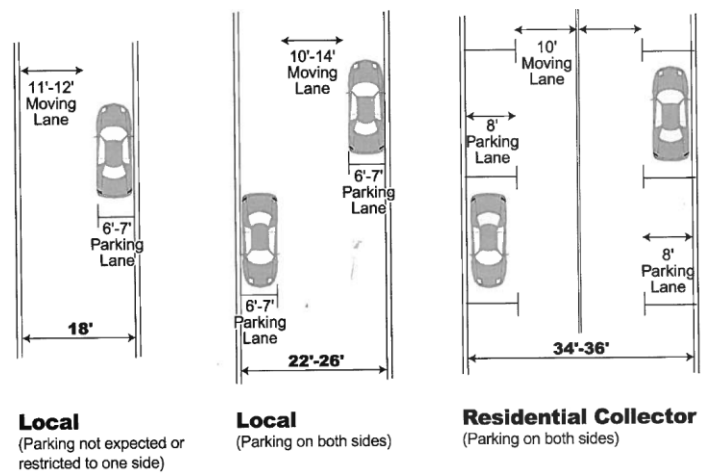 11'-12'
Moving
Lane
6'-7'
Parking
Lane
18'
Local
(Parking not expected or
restricted to one side)
10'-14'
Moving
Lane
6'-7'
Parking
Lane
6'-7'
Parking
Lane
22'-26'
Local
(Parking on both sides)
10'
Moving
Lane
8'
Parking
Lane
8'
Parking
Lane
34'-36'
Residential Collector
(Parking on both sides)